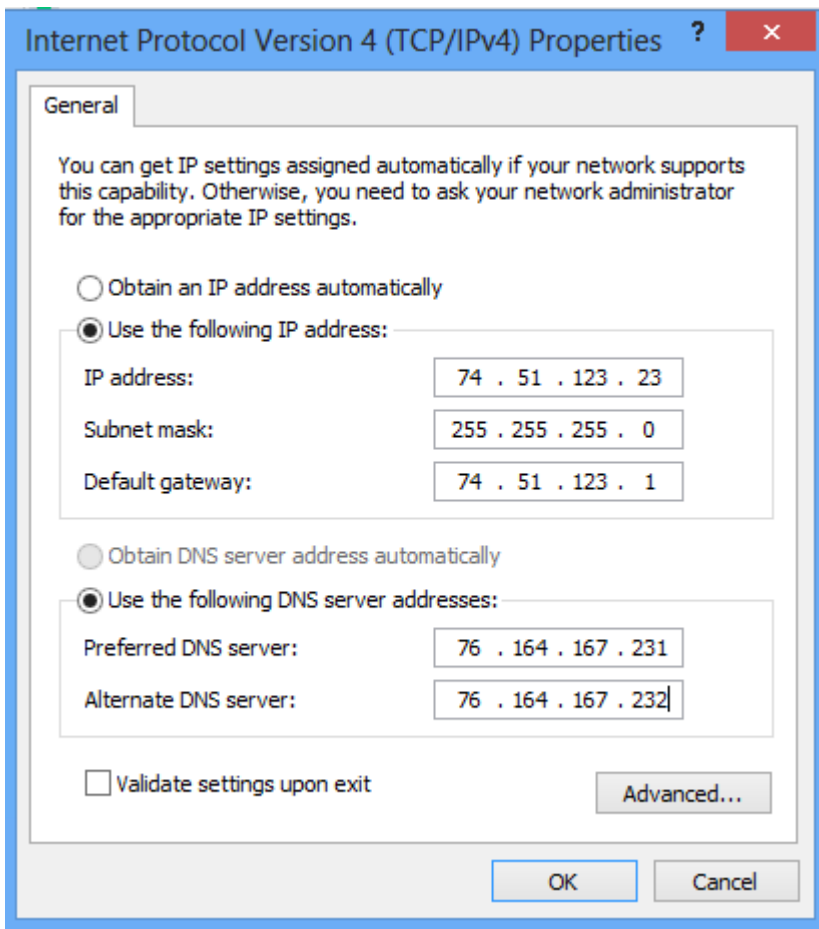 Internet Protocol Version 4 (TCP/IPv4) Properties ?
General
You can get IP settings assigned automatically if your network supports
this capability. Otherwise, you need to ask your network administrator
for the appropriate IP settings.
Obtain an IP address automatically
Use the following IP address:
IP address: 74 . 51 . 123 . 23
Subnet mask: 255 . 255 . 255 . 0
Default gateway: 74 . 51 . 123 . 1
Obtain DNS server address automatically
Use the following DNS server addresses:
Preferred DNS server: 76 . 164 . 167 . 231
Alternate DNS server: 76 . 164 . 167 . 232
Validate settings upon exit
Advanced...
OK Cancel